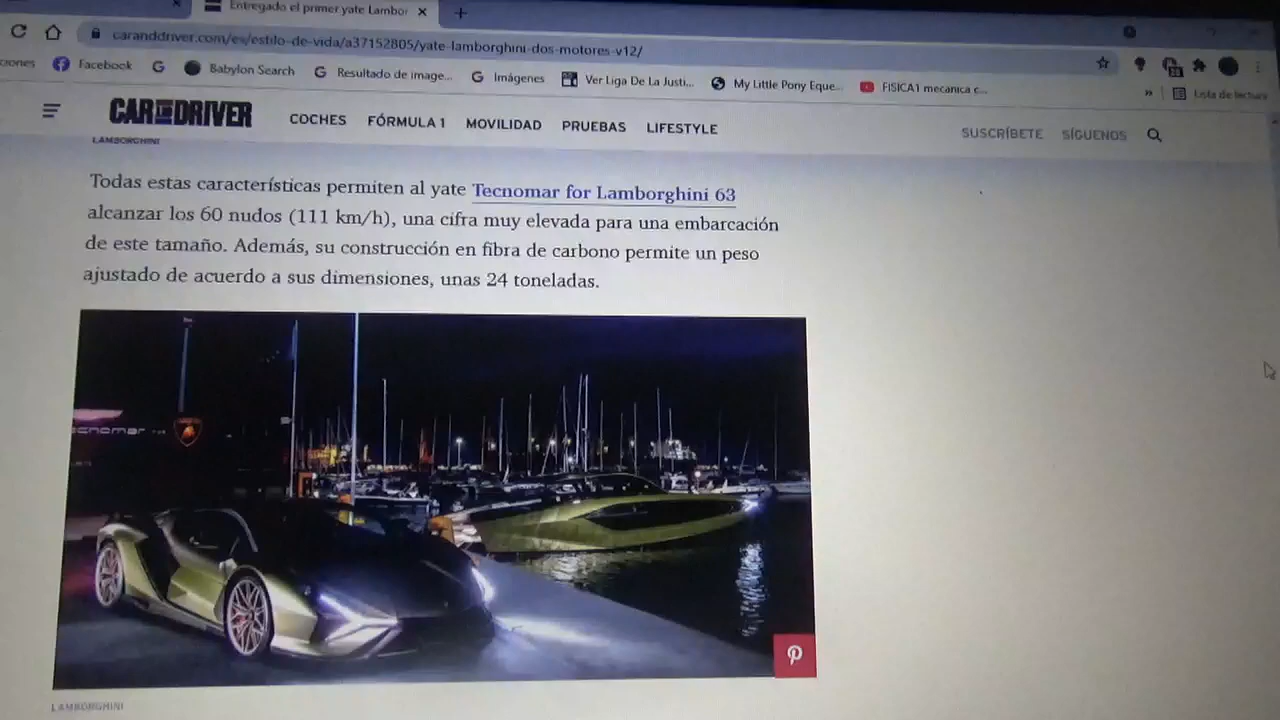 Entregado el primer yate Lambor
caranddriver.com/es/estilo-de-vida/a37152805/yate-lamborghini-dos-motores-v12/
ciones Facebook Babylon Search Resultado de image... Imágenes Ver Liga De La Justi... My Little Pony Eque... FISICA1 mecanica c... » Lista de lectura
CAR AND DRIVER COCHES FÓRMULA 1 MOVILIDAD PRUEBAS LIFESTYLE SUSCRÍBETE SÍGUENOS
LAMBORGHINI
Todas estas características permiten al yate Tecnomar for Lamborghini 63
alcanzar los 60 nudos (111 km/h), una cifra muy elevada para una embarcación
de este tamaño. Además, su construcción en fibra de carbono permite un peso
ajustado de acuerdo a sus dimensiones, unas 24 toneladas.
ecnomar
LAMBORGHINI